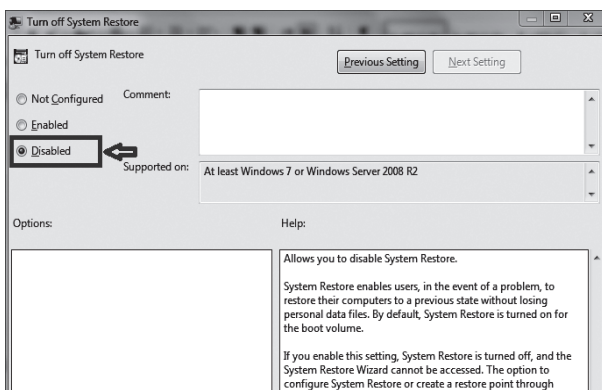 Turn off System Restore
Turn off System Restore
Previous Setting
Next Setting
Not Configured
Comment:
Enabled
Disabled
Supported on:
At least Windows 7 or Windows Server 2008 R2
Options:
Help:
Allows you to disable System Restore.
System Restore enables users, in the event of a problem, to
restore their computers to a previous state without losing
personal data files. By default, System Restore is turned on for
the boot volume.
If you enable this setting, System Restore is turned off, and the
System Restore Wizard cannot be accessed. The option to
configure System Restore or create a restore point through